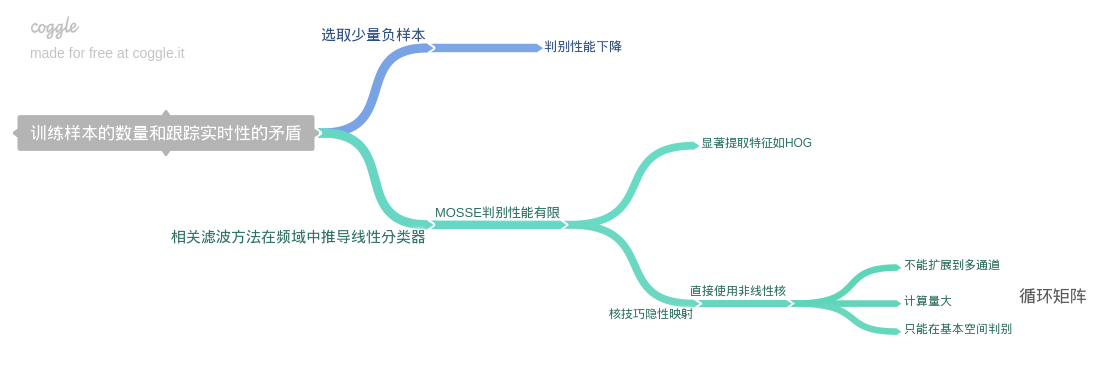 coggle
made for free at coggle.it
训练样本的数量和跟踪实时性的矛盾
选取少量负样本
判别性能下降
相关滤波方法在频域中推导线性分类器
MOSSE判别性能有限
显著提取特征如HOG
核技巧隐性映射
直接使用非线性核
不能扩展到多通道
计算量大
只能在基本空间判别
循环矩阵